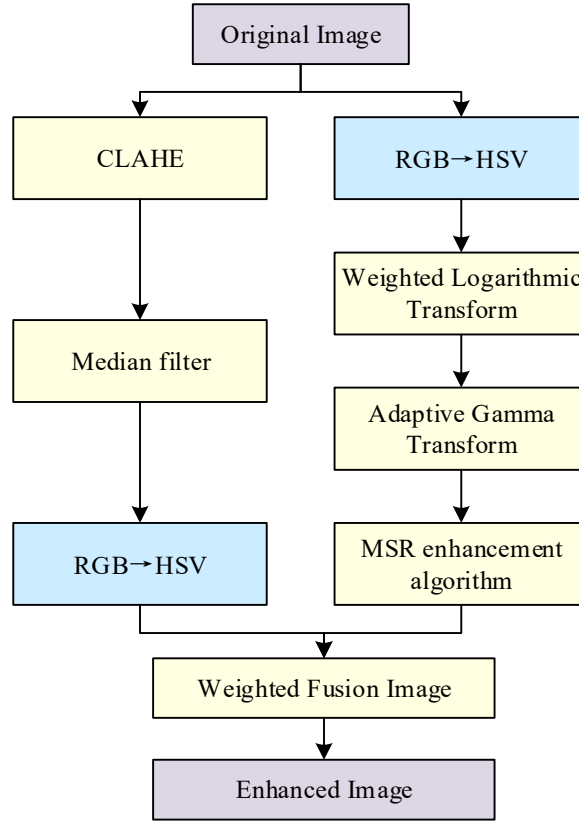 Original Image
CLAHE
RGB→HSV
Weighted Logarithmic
Transform
Median filter
Adaptive Gamma
Transform
RGB→HSV
MSR enhancement
algorithm
Weighted Fusion Image
Enhanced Image